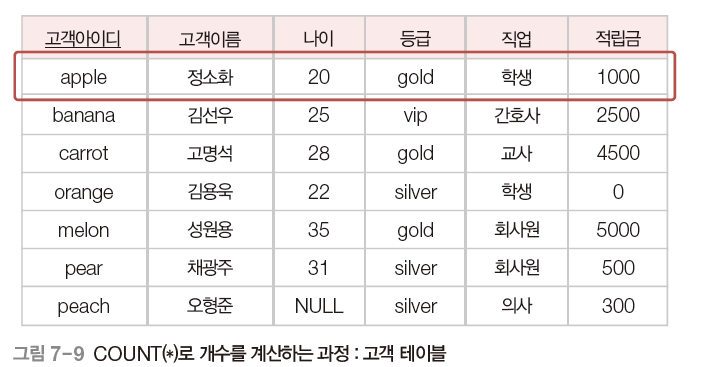 고객아이디 고객이름 나이 등급 직업 적립금
apple 정소화 20 gold 학생 1000
banana 김선우 25 vip 간호사 2500
carrot 고명석 28 gold 교사 4500
orange 김용욱 22 silver 학생 0
melon 성원용 35 gold 회사원 5000
pear 채광주 31 silver 회사원 500
peach 오형준 NULL silver 의사 300
그림 7-9 COUNT(*)로 개수를 계산하는 과정 : 고객 테이블